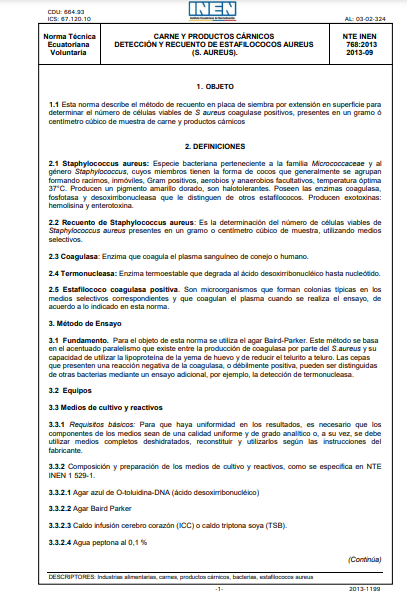 CDU: 664.93
ICS: 67.120.10
INEN
AL: 03-02-324
Norma Técnica
Ecuatoriana
Voluntaria
CARNE Y PRODUCTOS CÁRNICOS
DETECCIÓN Y RECUENTO DE ESTAFILOCOCOS AUREUS
(S. AUREUS).
NTE INEN
768:2013
2013-09
1. OBJETO
1.1 Esta norma describe el método de recuento en placa de siembra por extensión en superficie para
determinar el número de células viables de S aureus coagulase positivas, presentes en un gramo ó
centímetro cúbico de muestra de carne y productos cárnicos
2. DEFINICIONES
2.1 Staphylococcus aureus: Especie bacteriana perteneciente a la familia Micrococcaceae y al
género Staphylococcus, cuyos miembros tienen la forma de cocos que generalmente se agrupan
formando racimos, inmóviles, Gram positivos, aerobios y anaerobios facultativos, temperatura óptima
37°C. Producen un pigmento amarillo dorado, son halotolerantes. Poseen las enzimas coagulasa,
fosfotasa y desoxirribonucleasa que le distinguen de otros estafilococos. Producen exotoxinas:
hemolisina y enterotoxina.
2.2 Recuento de Staphylococcus aureus: Es la determinación del número de células viables de
Staphylococcus aureus presentes en un gramo o centímetro cúbico de muestra, utilizando medios
selectivos.
2.3 Coagulasa: Enzima que coagula el plasma sanguíneo de conejo o humano.
2.4 Termonucleasa: Enzima termoestable que degrada al ácido desoxirribonucléico hasta nucleótido.
2.5 Estafilococo coagulasa positiva. Son microorganismos que forman colonias típicas en los
medios selectivos correspondientes y que coagulan el plasma cuando se realiza el ensayo, de
acuerdo a lo indicado en esta norma.
3. Método de Ensayo
3.1 Fundamento. Para el objeto de esta norma se utiliza el agar Baird-Parker. Este método se basa
en el acentuado paralelismo que existe entre la producción de coagulasa por parte del S.aureus y su
capacidad de utilizar la lipoproteína de la yema de huevo y de reducir el telurito a teluro. Las cepas
que presenten una reacción negativa de la coagulasa, o débilmente positiva, pueden ser distinguidas
de otras bacterias mediante un ensayo adicional, por ejemplo, la detección de termonucleasa.
3.2 Equipos
3.3 Medios de cultivo y reactivos
3.3.1 Requisitos básicos: Para que haya uniformidad en los resultados, es necesario que los
componentes de los medios sean de una calidad uniforme y de grado analítico o, a su vez, se debe
utilizar medios completos deshidratados, reconstituir y utilizarlos según las instrucciones del
fabricante.
3.3.2 Composición y preparación de los medios de cultivo y reactivos, como se especifica en NTE
INEN 1 529-1.
3.3.2.1 Agar azul de O-toluidina-DNA (ácido desoxirribonucléico)
3.3.2.2 Agar Baird Parker
3.3.2.3 Caldo infusión cerebro corazón (ICC) o caldo triptona soya (TSB).
3.3.2.4 Agua peptona al 0,1 %
(Continúa)
DESCRIPTORES: Industrias alimentarias, carnes, productos cárnicos, bacterias, estafilococos aureus
-1-
2013-1199